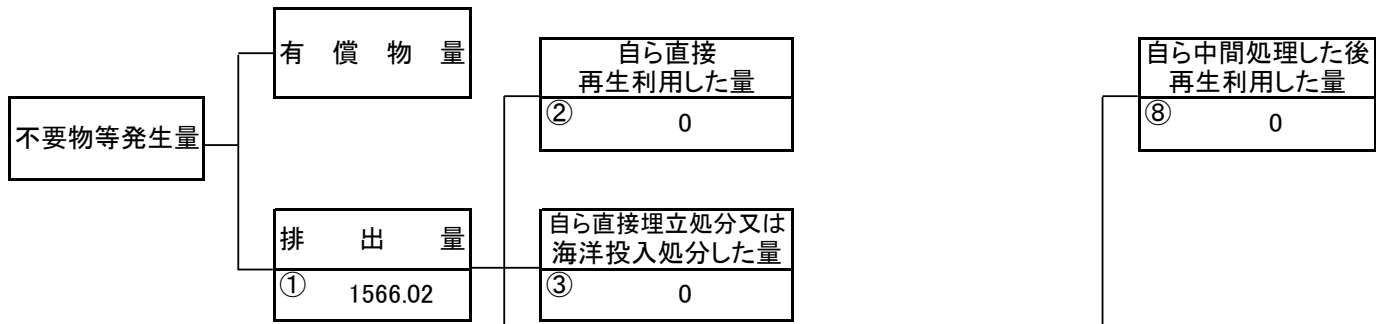 有償物量
自ら直接
再生利用した量
② 0
自ら中間処理した後
再生利用した量
⑧ 0
不要物等発生量
排出量
① 1566.02
自ら直接埋立処分又は
海洋投入処分した量
③ 0